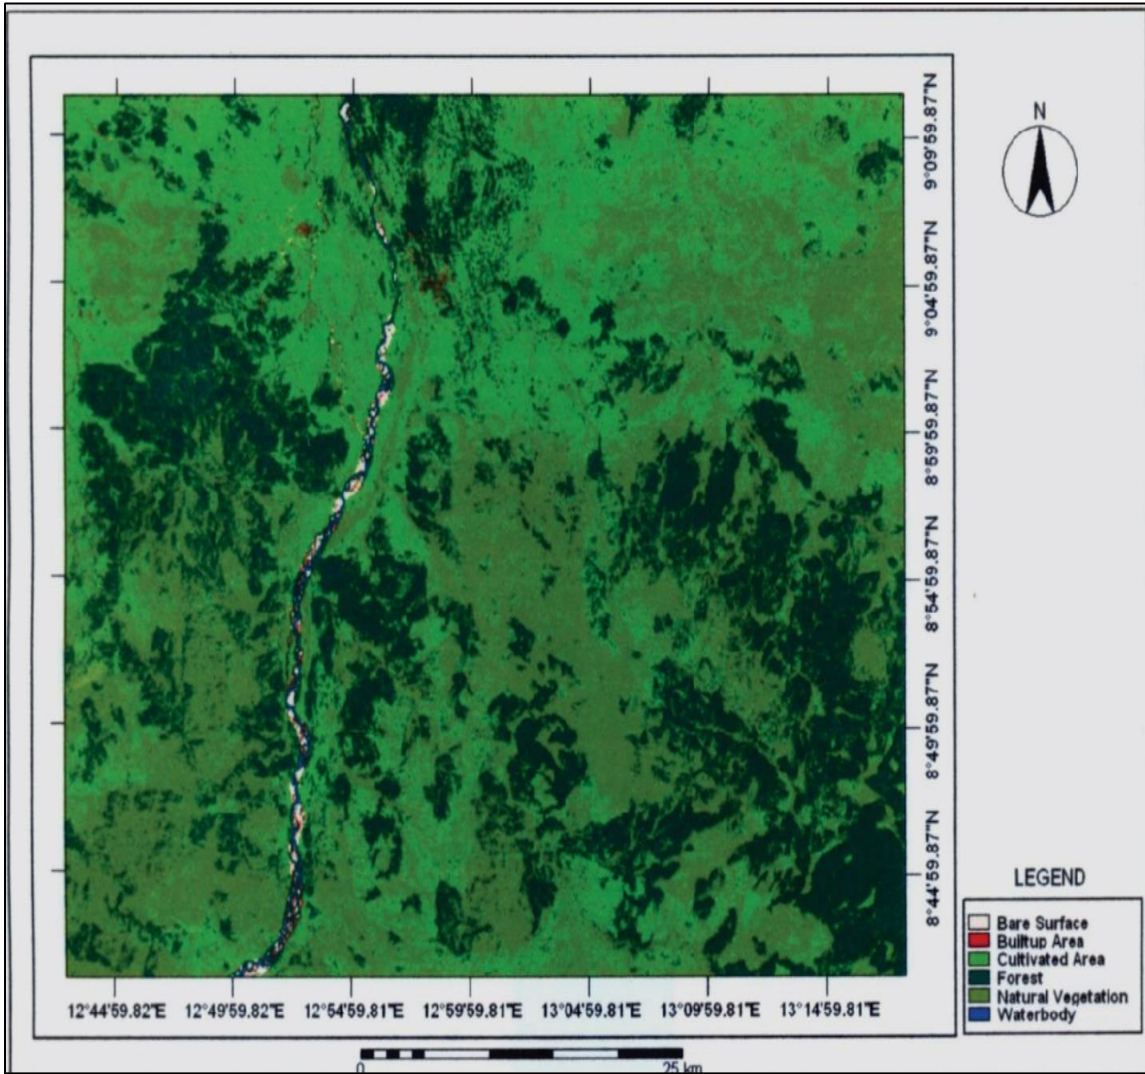 N
9°09'59.87"N
9°04'59.87"N
8°59'59.87"N
8°54'59.87"N
8°49'59.87"N
8°44'59.87"N
LEGEND
Bare Surface
Builtup Area
Cultivated Area
Forest
Natural Vegetation
Waterbody
12°44'59.82"E 12°49'59.82"E 12°54'59.81"E 12°59'59.81"E 13°04'59.81"E 13°09'59.81"E 13°14'59.81"E
0 25 km